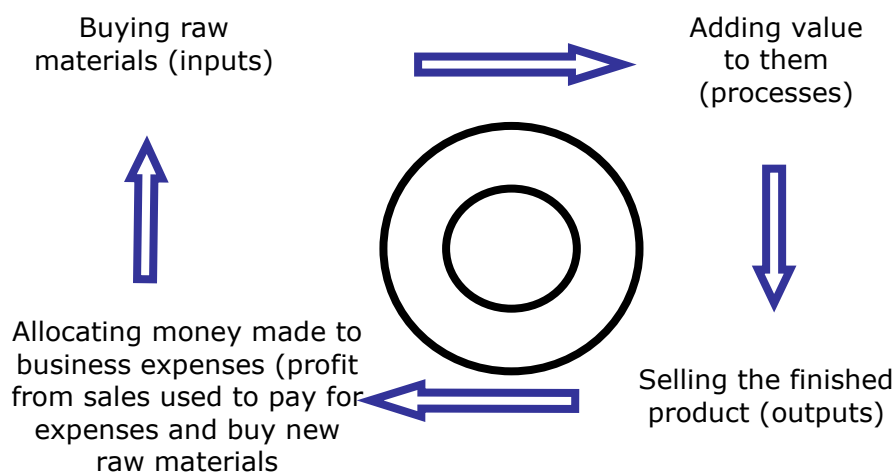 Buying raw
materials (inputs)
Adding value
to them
(processes)
Selling the finished
product (outputs)
Allocating money made to
business expenses (profit
from sales used to pay for
expenses and buy new
raw materials